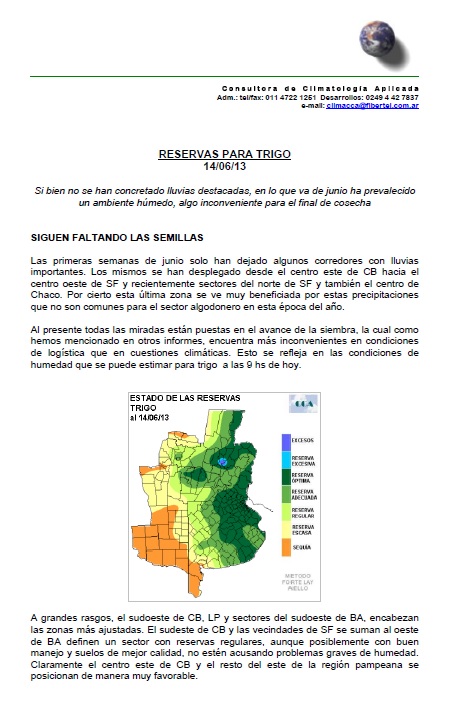 Consultora de Climatología Aplicada
Adm.: tel/fax: 011 4722 1251 Desarrollos: 0249 4 42 7837
e-mail: climacca@fibertel.com.ar
RESERVAS PARA TRIGO
14/06/13
Si bien no se han concretado lluvias destacadas, en lo que va de junio ha prevalecido
un ambiente húmedo, algo inconveniente para el final de cosecha
SIGUEN FALTANDO LAS SEMILLAS
Las primeras semanas de junio solo han dejado algunos corredores con lluvias
importantes. Los mismos se han desplegado desde el centro este de CB hacia el
centro oeste de SF y recientemente sectores del norte de SF y también el centro de
Chaco. Por cierto esta última zona se ve muy beneficiada por estas precipitaciones
que no son comunes para el sector algodonero en esta época del año.
Al presente todas las miradas están puestas en el avance de la siembra, la cual como
hemos mencionado en otros informes, encuentra más inconvenientes en condiciones
de logística que en cuestiones climáticas. Esto se refleja en las condiciones de
humedad que se puede estimar para trigo a las 9 hs de hoy.
ESTADO DE LAS RESERVAS
TRIGO
al 14/06/13
CCA
EXCESOS
RESERVA
EXCESIVA
RESERVA
OPTIMA
RESERVA
ADECUADA
RESERVA
REGULAR
RESERVA
ESCASA
SEQUÍA
METODO
FORTE LAY
AIELLO
A grandes rasgos, el sudoeste de CB, LP y sectores del sudoeste de BA, encabezan
las zonas más ajustadas. El sudeste de CB y las vecindades de SF se suman al oeste
de BA definen un sector con reservas regulares, aunque posiblemente con buen
manejo y suelos de mejor calidad, no estén acusando problemas graves de humedad.
Claramente el centro este de CB y el resto del este de la región pampeana se
posicionan de manera muy favorable.